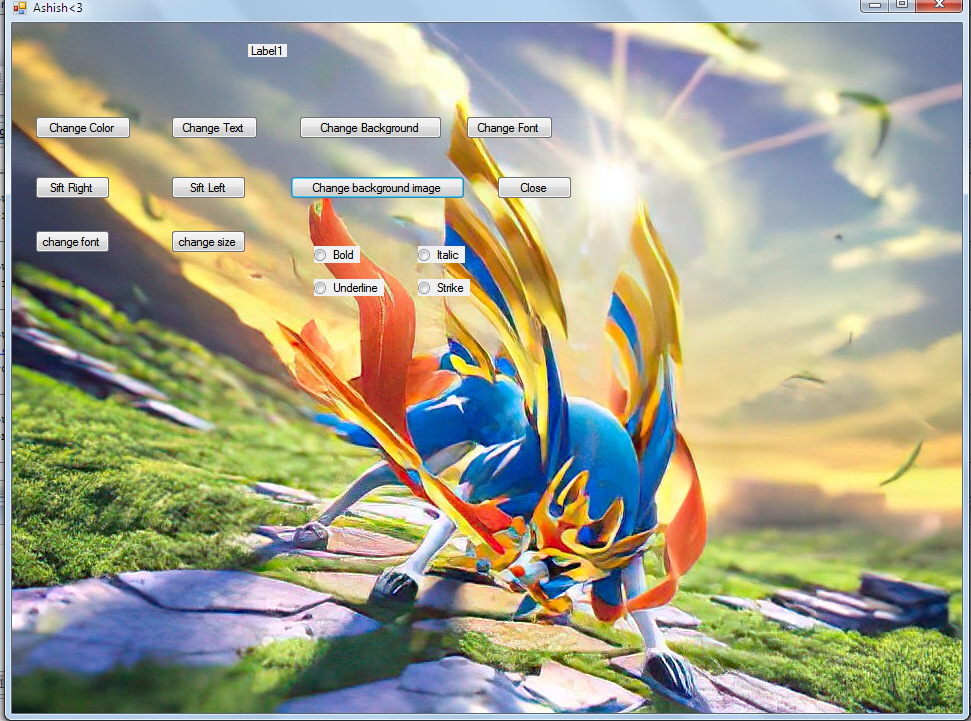 Ashish<3
Label1
Change Color Change Text Change Background Change Font
Sift Right Sift Left Change background image Close
change font change size
Bold Italic
Underline Strike